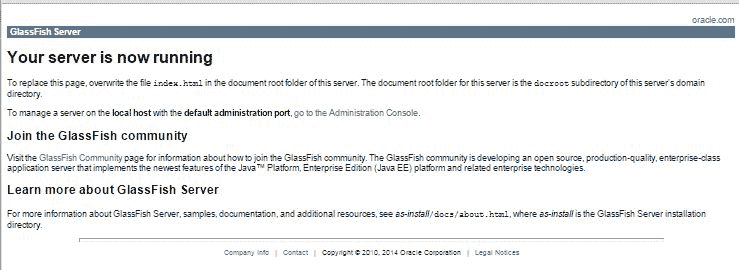 oracle.com
GlassFish Server
Your server is now running
To replace this page, overwrite the file index.html in the document root folder of this server. The document root folder for this server is the docroot subdirectory of this server's domain
directory.
To manage a server on the local host with the default administration port, go to the Administration Console.
Join the GlassFish community
Visit the GlassFish Community page for information about how to join the GlassFish community. The GlassFish community is developing an open source, production-quality, enterprise-class
application server that implements the newest features of the Java™ Platform, Enterprise Edition (Java EE) platform and related enterprise technologies.
Learn more about GlassFish Server
For more information about GlassFish Server, samples, documentation, and additional resources, see as-install/docs/about.html, where as-install is the GlassFish Server installation
directory.
Company Info | Contact | Copyright © 2010, 2014 Oracle Corporation | Legal Notices